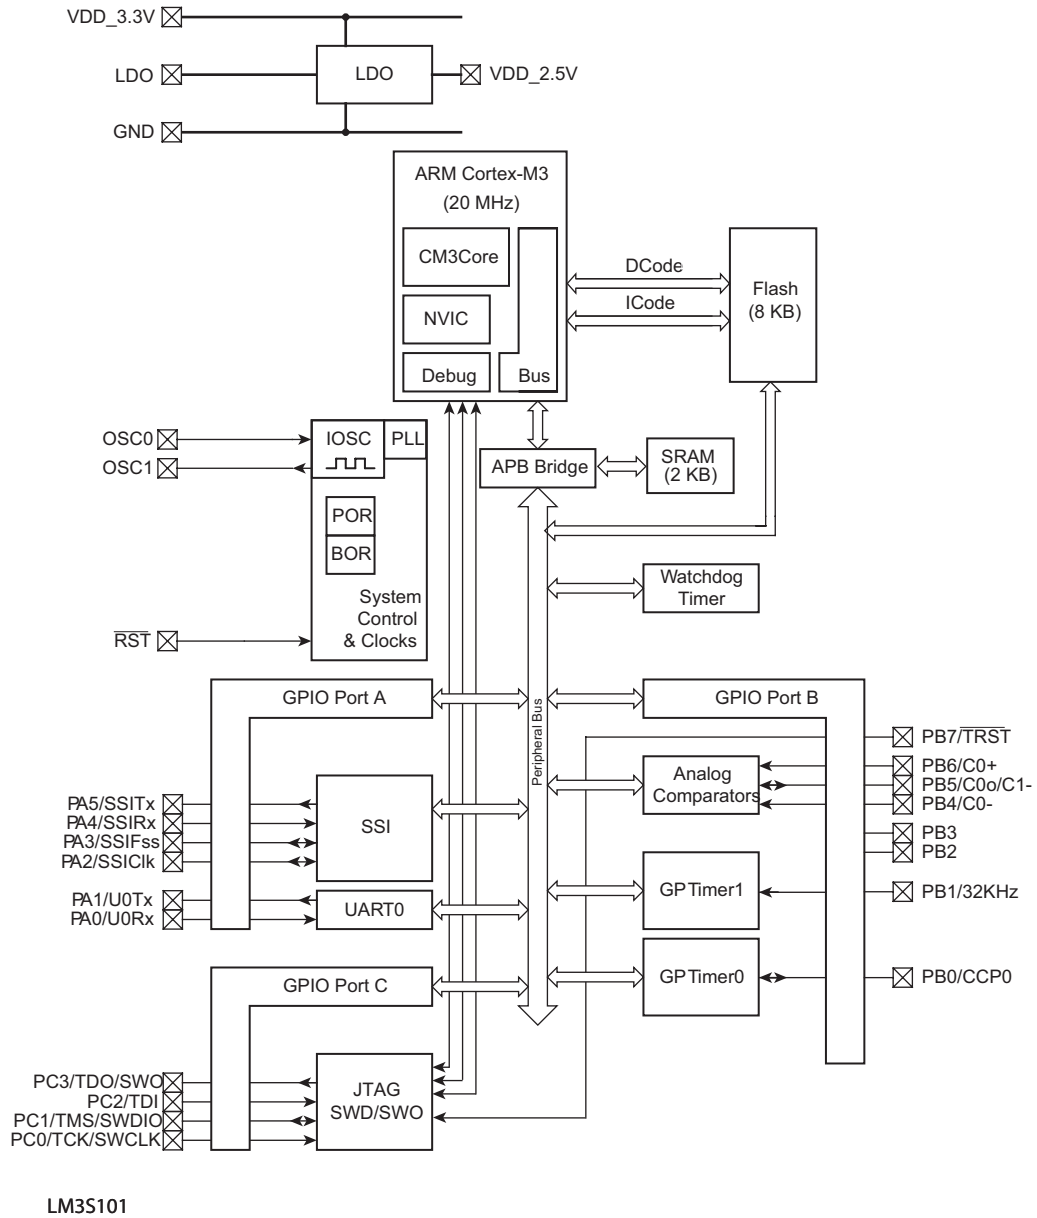 VDD_3.3V
LDO
LDO
VDD_2.5V
GND
ARM Cortex-M3
(20 MHz)
CM3Core
NVIC
Debug
Bus
DCode
ICode
Flash
(8 KB)
OSC0
OSC1
IOSC
PLL
POR
BOR
System
Control
& Clocks
RST
APB Bridge
SRAM
(2 KB)
Watchdog
Timer
Peripheral Bus
GPIO Port A
GPIO Port B
PB7/TRST
PB6/C0+
PB5/C0o/C1-
PB4/C0-
PB3
PB2
PB1/32KHz
PB0/CCP0
Analog
Comparators
GPTimer1
GPTimer0
PA5/SSITx
PA4/SSIRx
PA3/SSIFss
PA2/SSIClk
SSI
PA1/U0Tx
PA0/U0Rx
UART0
GPIO Port C
PC3/TDO/SWO
PC2/TDI
PC1/TMS/SWDIO
PC0/TCK/SWCLK
JTAG
SWD/SWO
LM3S101